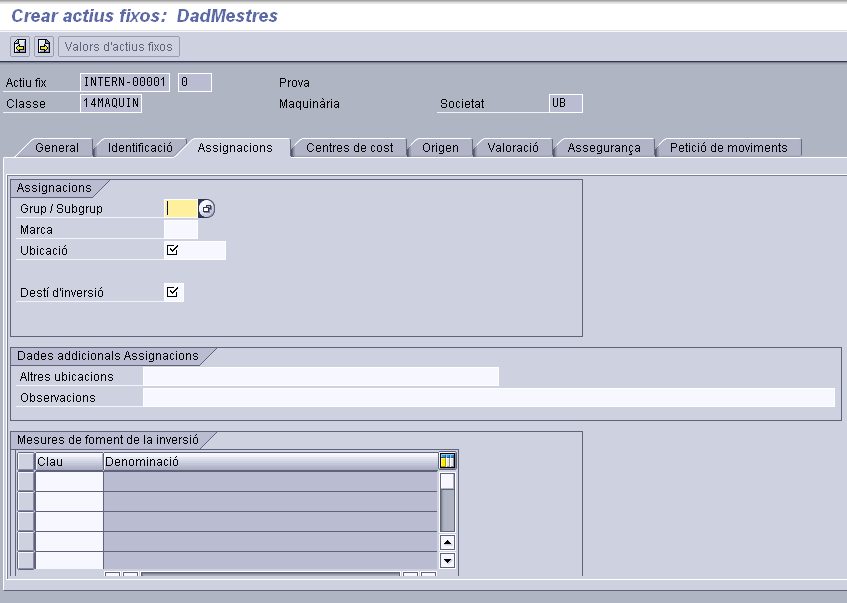 Crear actius fixos: DadMestres
Valors d'actius fixos
Actiu fix INTERN-00001 0 Prova
Classe 14MAQUIN Maquinària Societat UB
General Identificació Assignacions Centres de cost Origen Valoració Assegurança Petició de moviments
Assignacions
Grup / Subgrup
Marca
Ubicació
Destí d'inversió
Dades addicionals Assignacions
Altres ubicacions
Observacions
Mesures de foment de la inversió
Clau Denominació